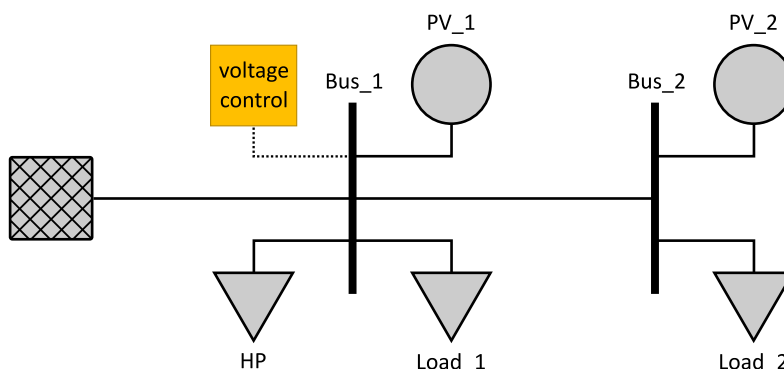 PV_1
PV_2
voltage
control
Bus_1
Bus_2
HP
Load_1
Load_2